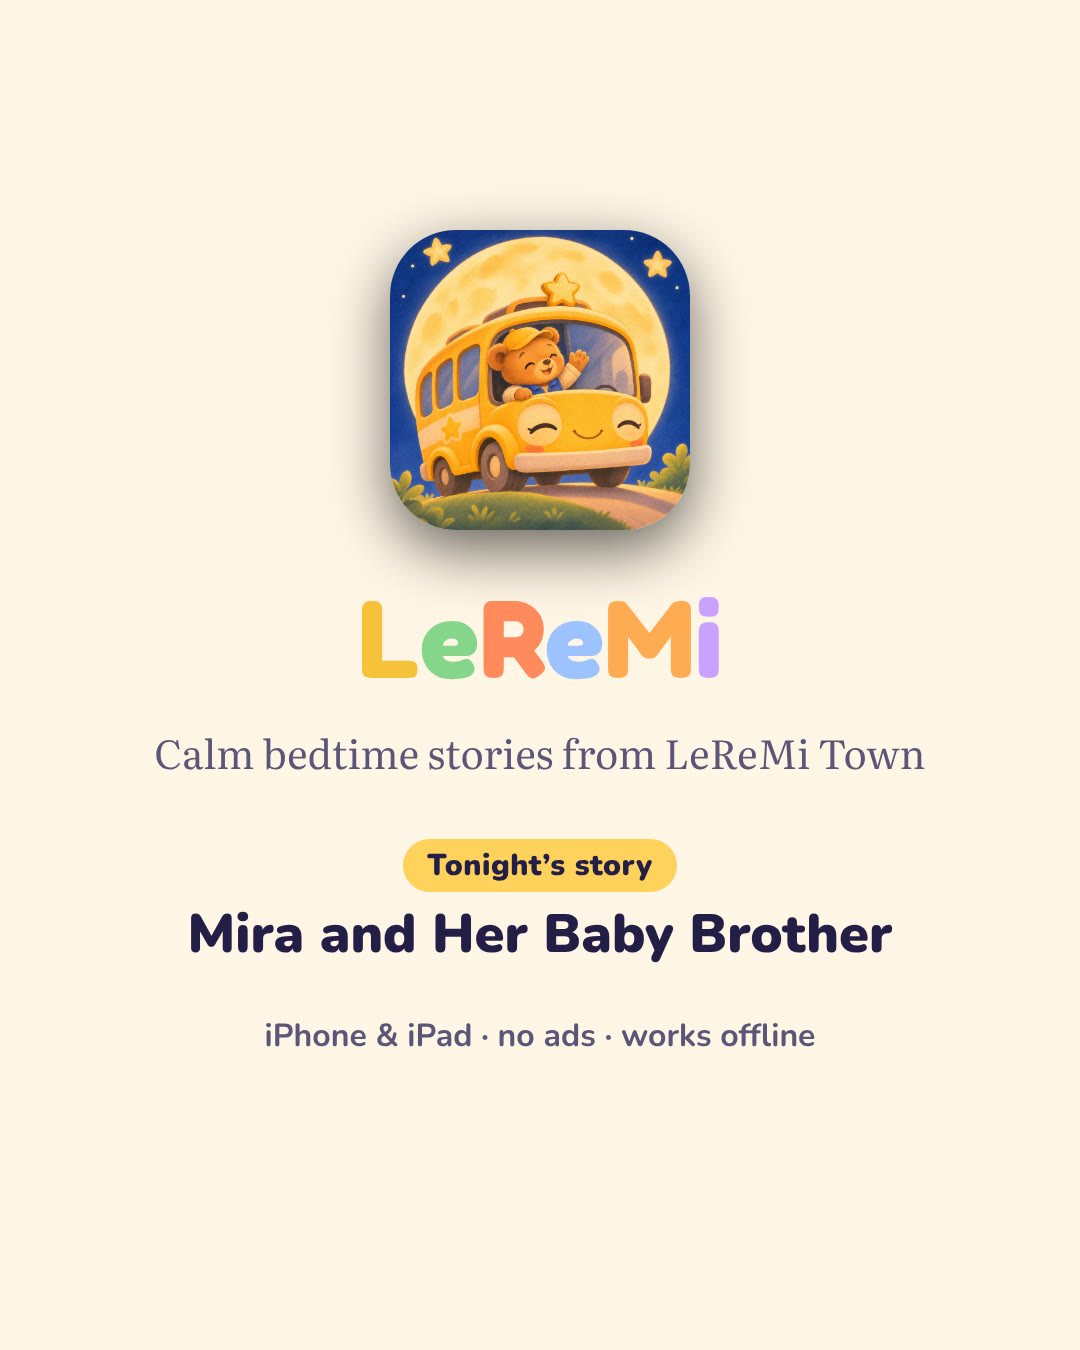 LeReMi
Calm bedtime stories from LeReMi Town
Tonight’s story
Mira and Her Baby Brother
iPhone & iPad · no ads · works offline